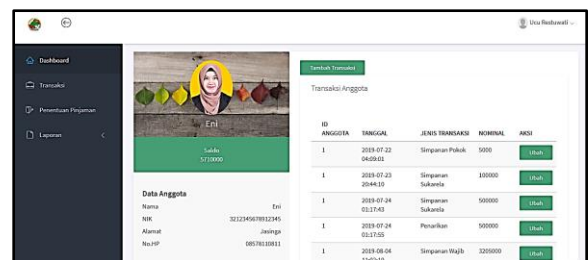 Ucu Restuwati
Dashboard
Transaksi
Penentuan Pinjaman
Laporan
Eni
Saldo
5710000
Data Anggota
Nama Eni
NIK 3212345678912345
Alamat Jasinga
No.HP 08578110811
Tambah Transaksi
Transaksi Anggota
ID ANGGOTA TANGGAL JENIS TRANSAKSI NOMINAL AKSI
1 2019-07-22 04:09:01 Simpanan Pokok 5000 Ubah
1 2019-07-23 20:44:10 Simpanan Sukarela 100000 Ubah
1 2019-07-24 01:17:43 Simpanan Sukarela 500000 Ubah
1 2019-07-24 01:17:55 Penarikan 500000 Ubah
1 2019-08-04 Simpanan Wajib 3205000 Ubah